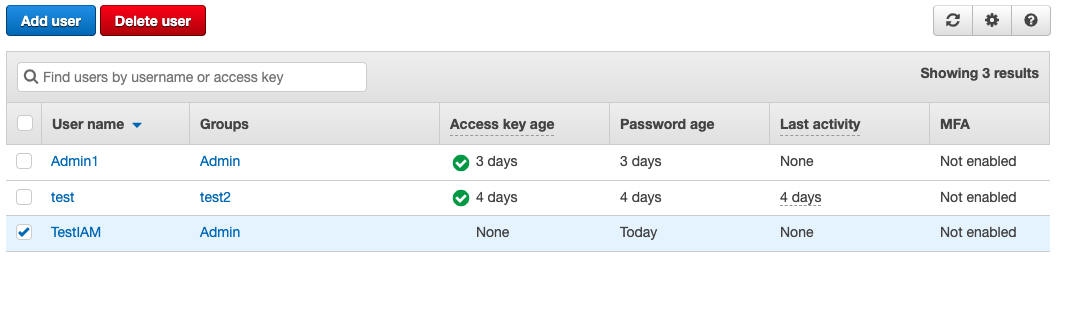 Add user Delete user
Find users by username or access key Showing 3 results
User name Groups Access key age Password age Last activity MFA
Admin1 Admin 3 days 3 days None Not enabled
test test2 4 days 4 days 4 days Not enabled
TestIAM Admin None Today None Not enabled